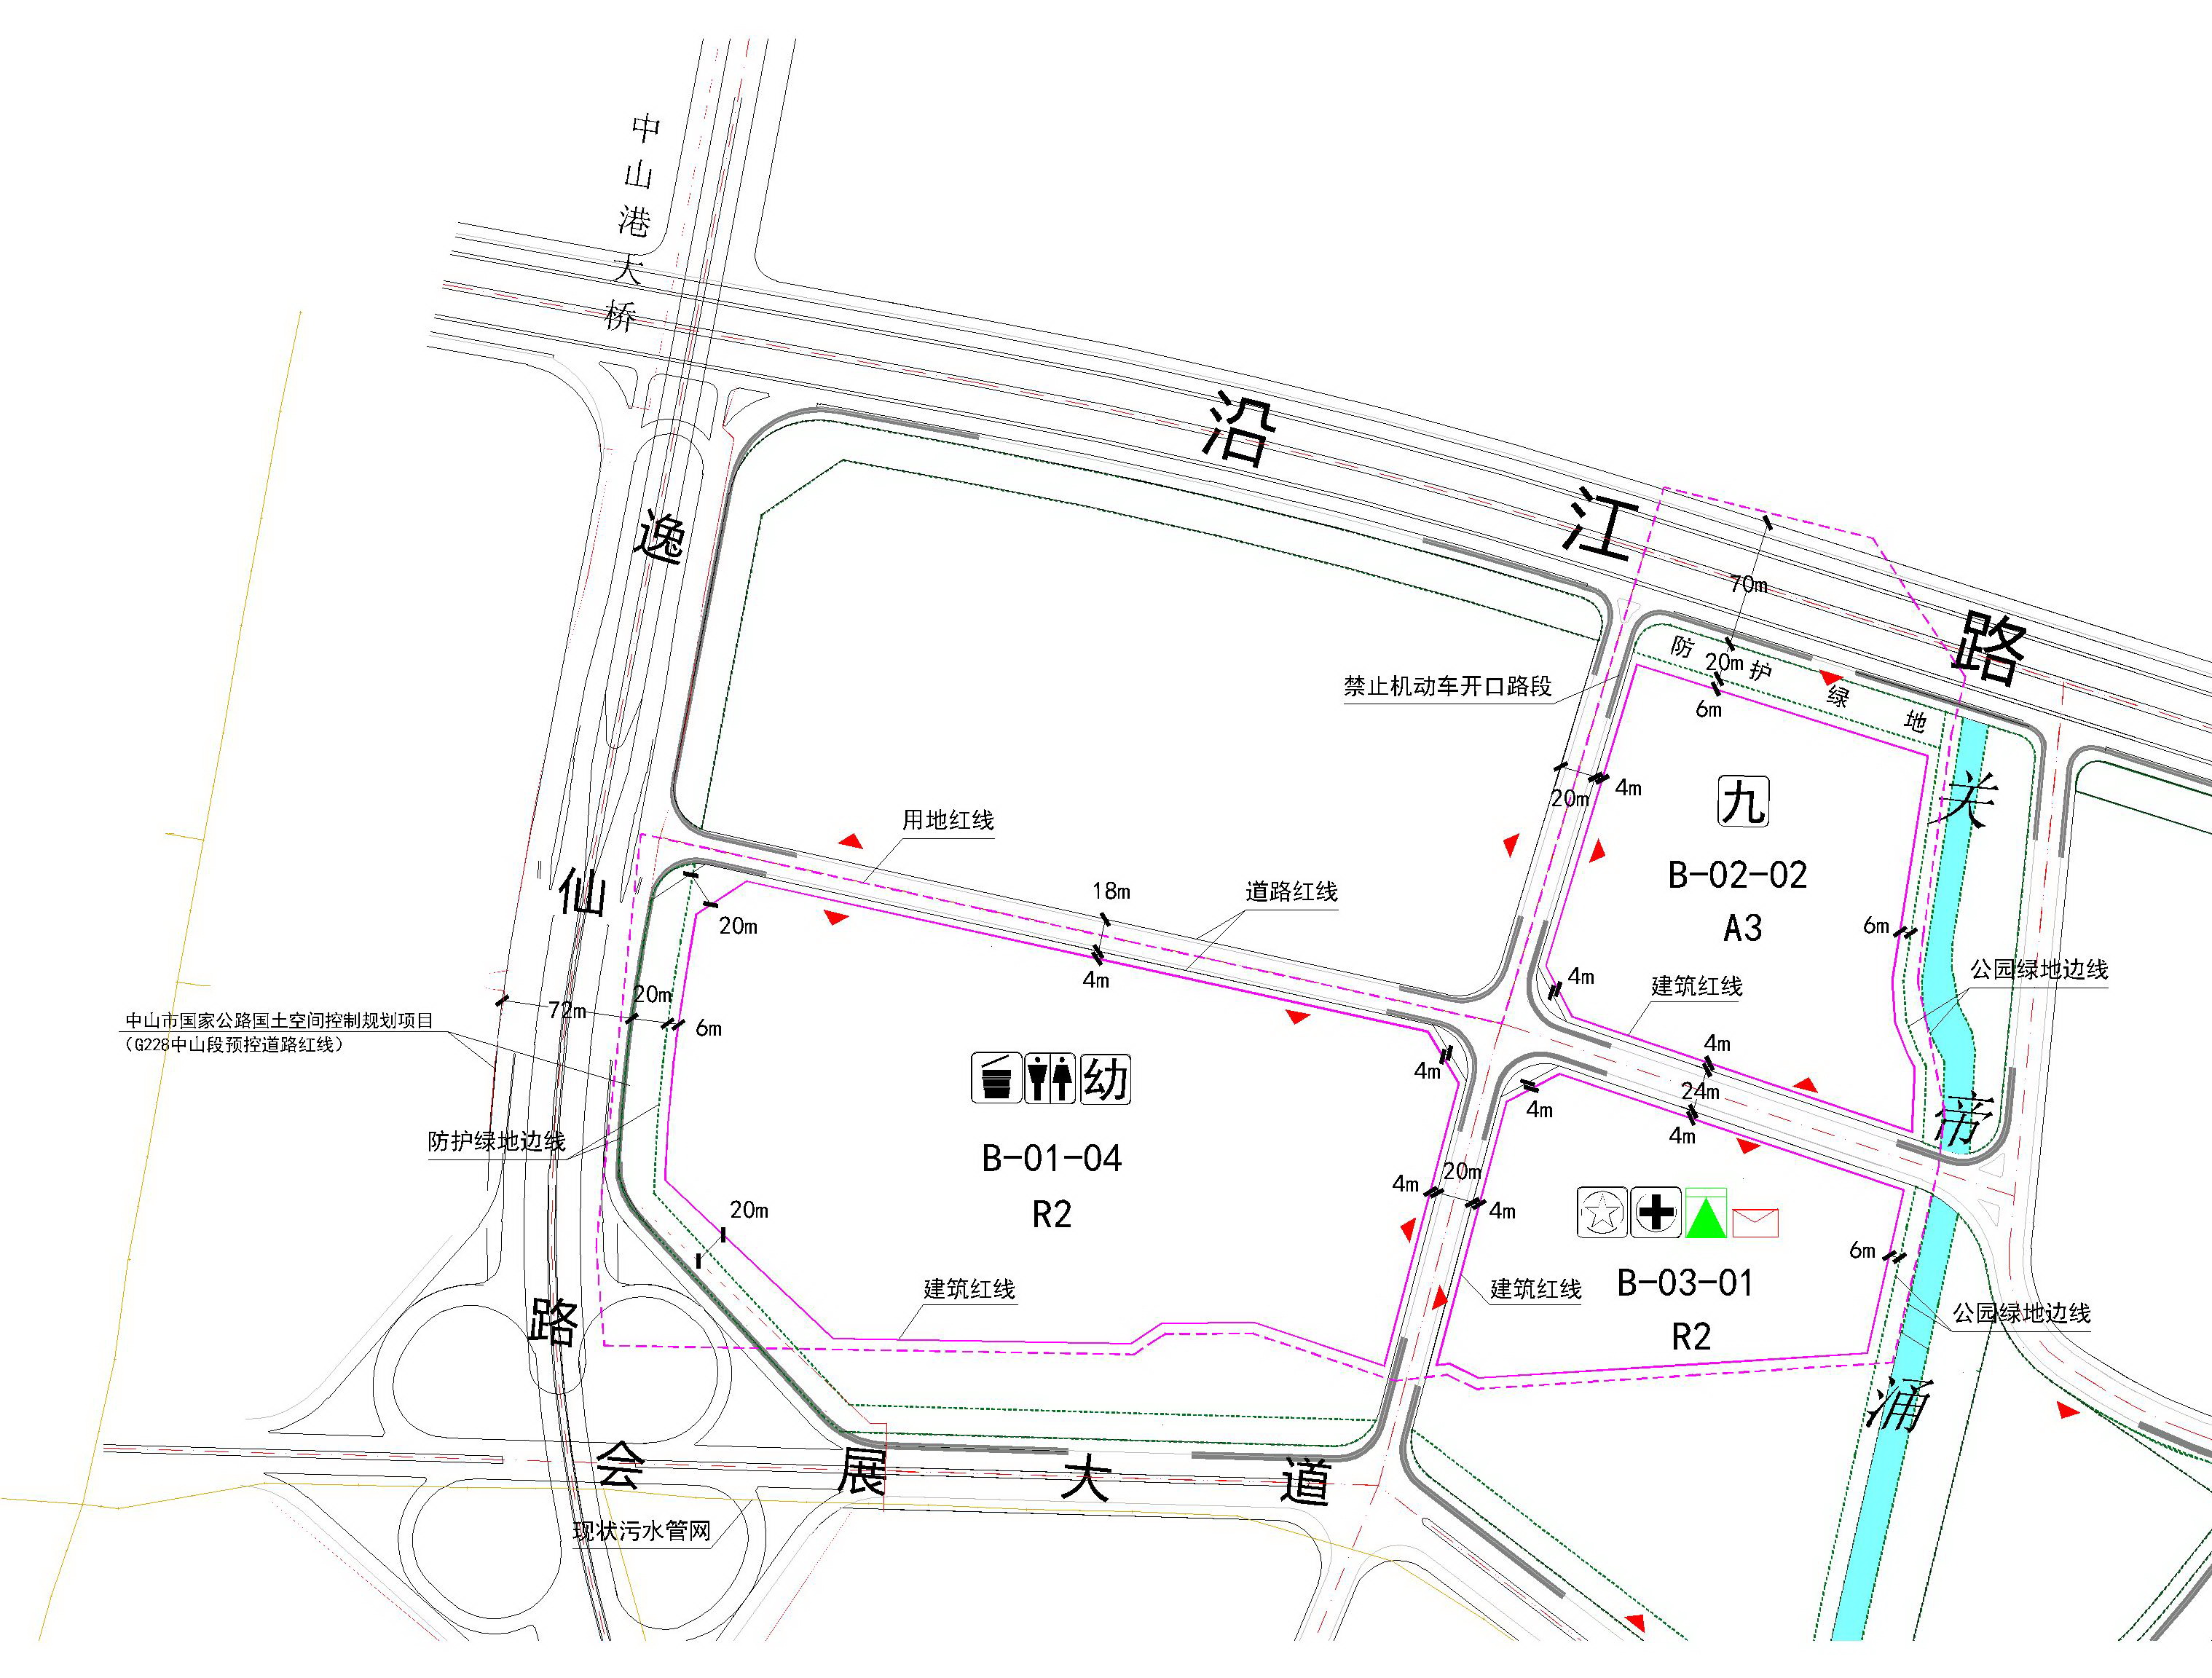 中山港大桥
沿江路
逸仙路
70m
防护绿地
20m
6m
禁止机动车开口路段
20m
4m
九
B-02-02
A3
关帝涌
用地红线
18m
道路红线
4m
20m
6m
公园绿地边线
4m
建筑红线
20m
72m
6m
中山市国家公路国土空间控制规划项目
(G228中山段预控道路红线)
4m
24m
4m
4m
4m
幼
防护绿地边线
B-01-04
R2
20m
4m
20m
4m
6m
B-03-01
R2
建筑红线
建筑红线
公园绿地边线
会展大道
现状污水管网